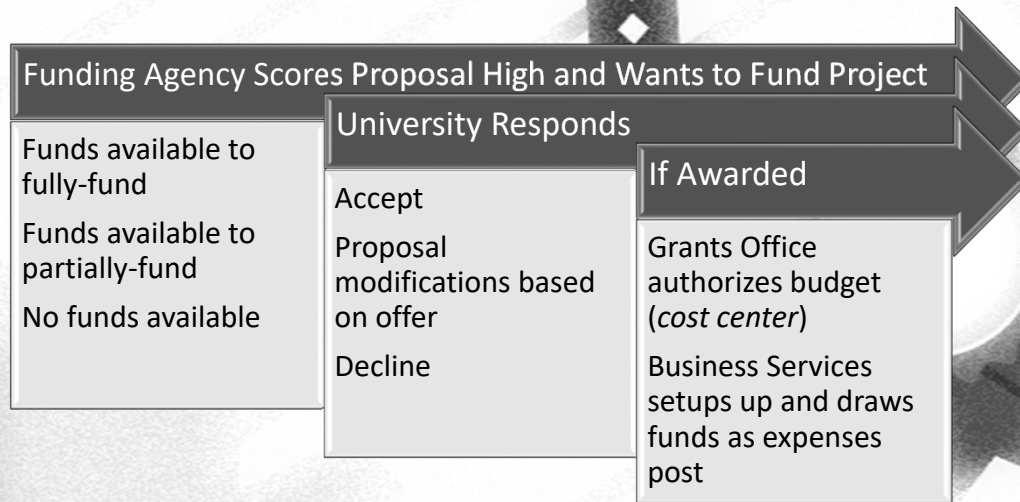 Funding Agency Scores Proposal High and Wants to Fund Project
Funds available to
fully-fund
Funds available to
partially-fund
No funds available
University Responds
Accept
Proposal
modifications based
on offer
Decline
If Awarded
Grants Office
authorizes budget
(cost center)
Business Services
setups up and draws
funds as expenses
post